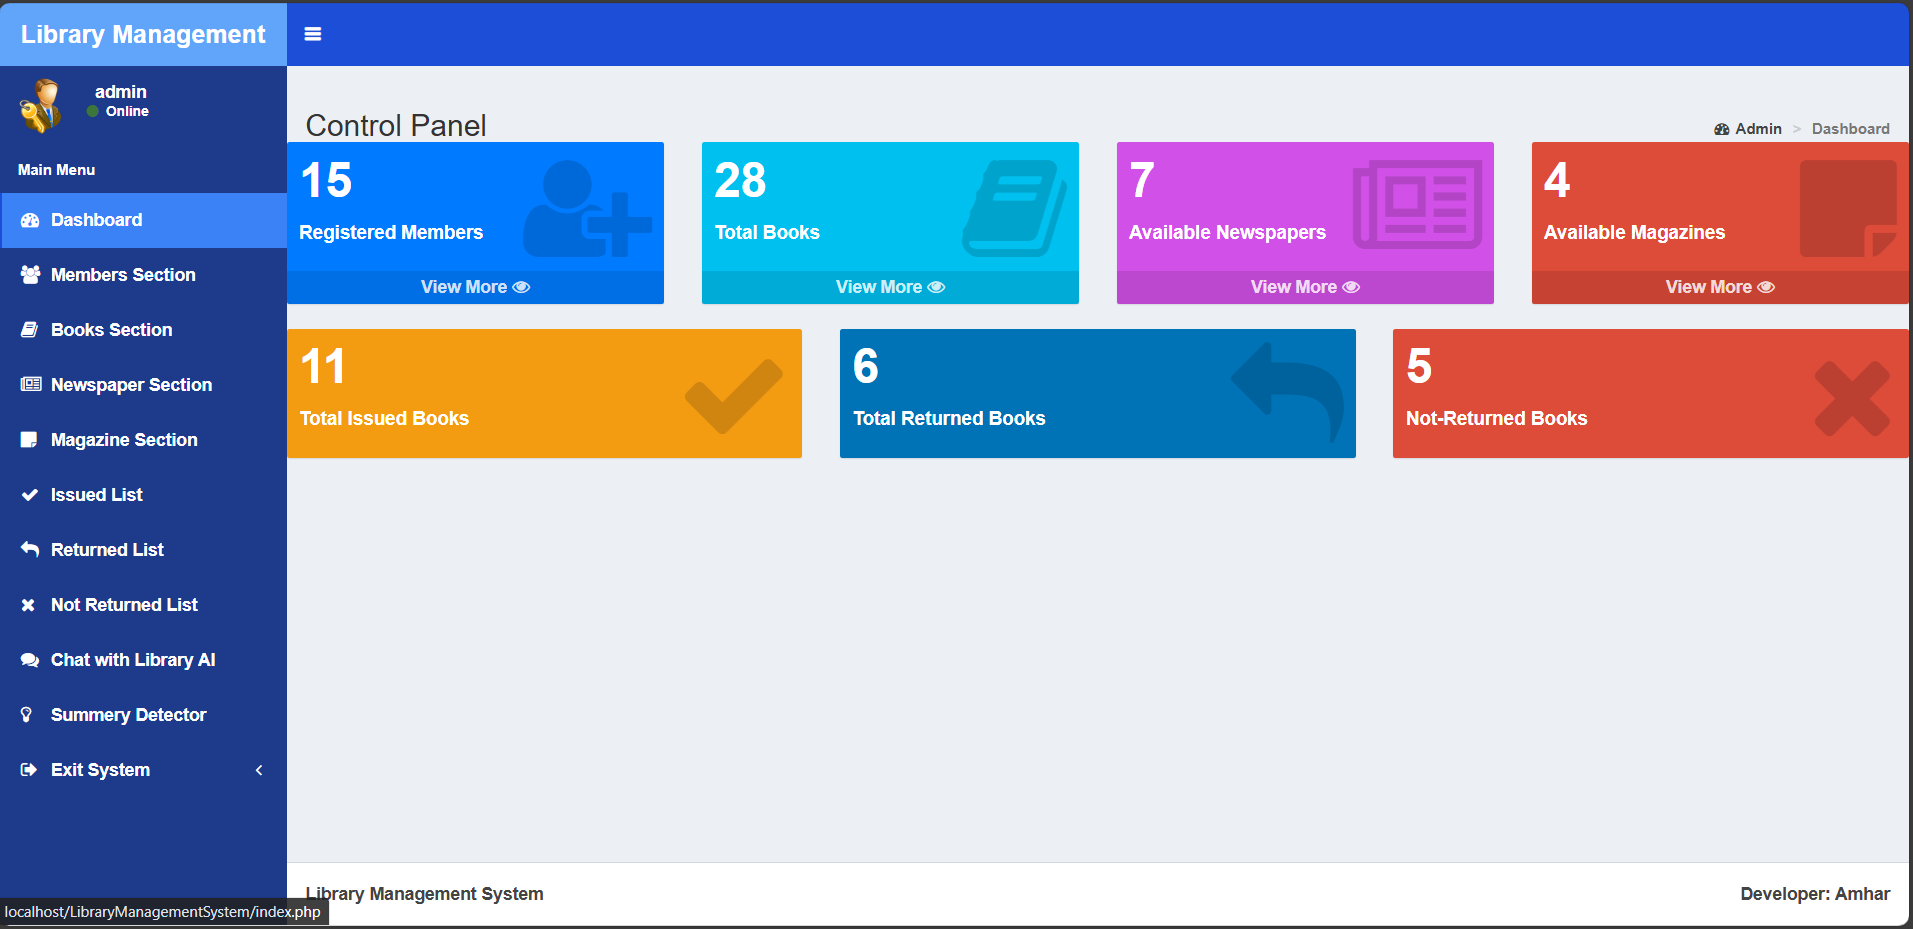 Library Management
admin
Online
Main Menu
Dashboard
Members Section
Books Section
Newspaper Section
Magazine Section
Issued List
Returned List
Not Returned List
Chat with Library AI
Summery Detector
Exit System
Control Panel
Admin > Dashboard
15
Registered Members
View More
28
Total Books
View More
7
Available Newspapers
View More
4
Available Magazines
View More
11
Total Issued Books
6
Total Returned Books
5
Not-Returned Books
Library Management System
Developer: Amhar
localhost/LibraryManagementSystem/index.php